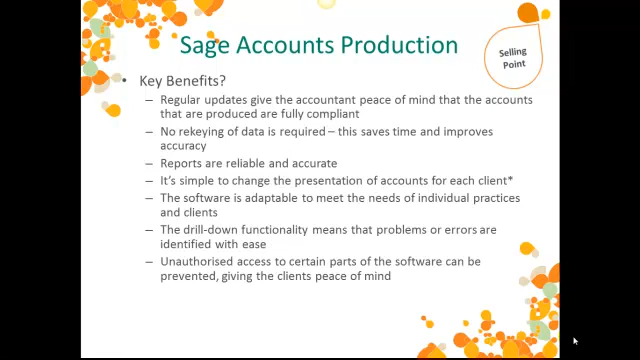 Sage Accounts Production
Selling
Point
• Key Benefits?
– Regular updates give the accountant peace of mind that the accounts
that are produced are fully compliant
– No rekeying of data is required – this saves time and improves
accuracy
– Reports are reliable and accurate
– It's simple to change the presentation of accounts for each client*
– The software is adaptable to meet the needs of individual practices
and clients
– The drill-down functionality means that problems or errors are
identified with ease
– Unauthorised access to certain parts of the software can be
prevented, giving the clients peace of mind